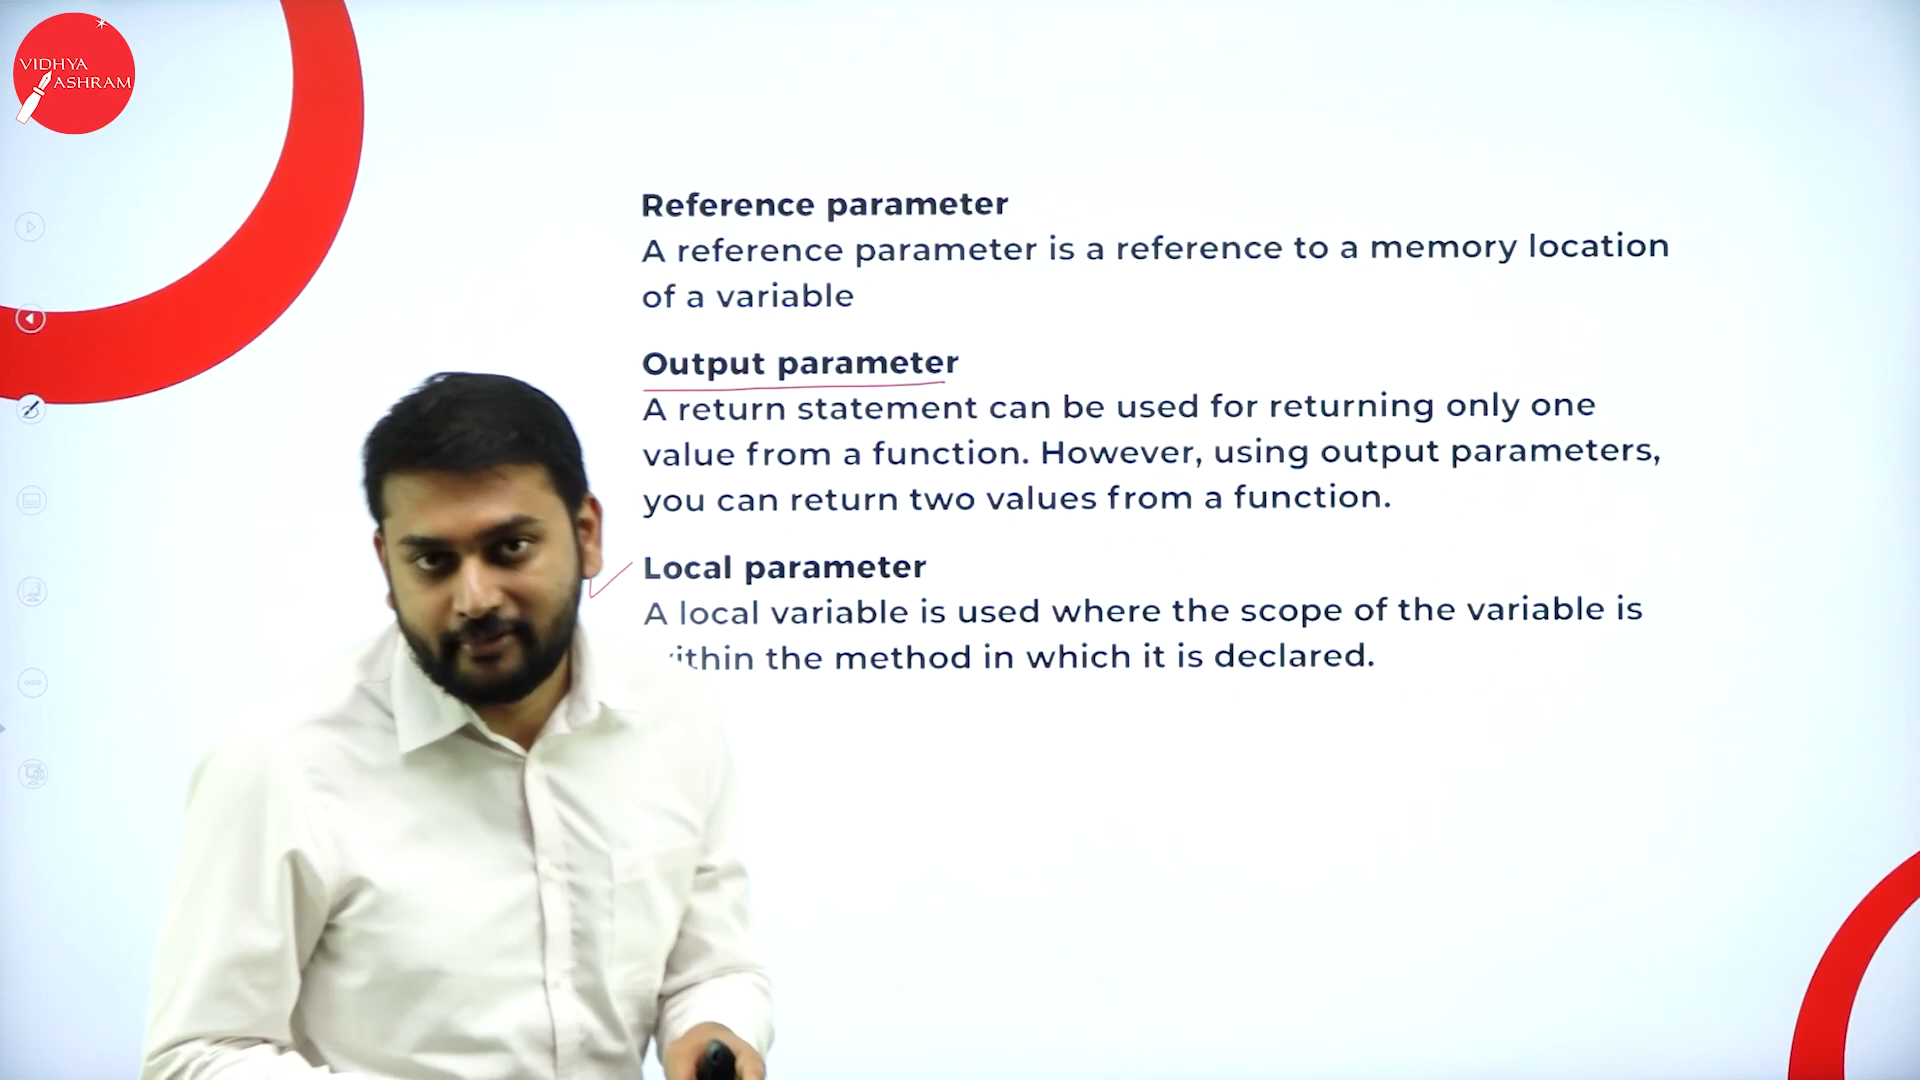 VIDHYA
ASHRAM
Reference parameter
A reference parameter is a reference to a memory location
of a variable
Output parameter
A return statement can be used for returning only one
value from a function. However, using output parameters,
you can return two values from a function.
Local parameter
A local variable is used where the scope of the variable is
within the method in which it is declared.